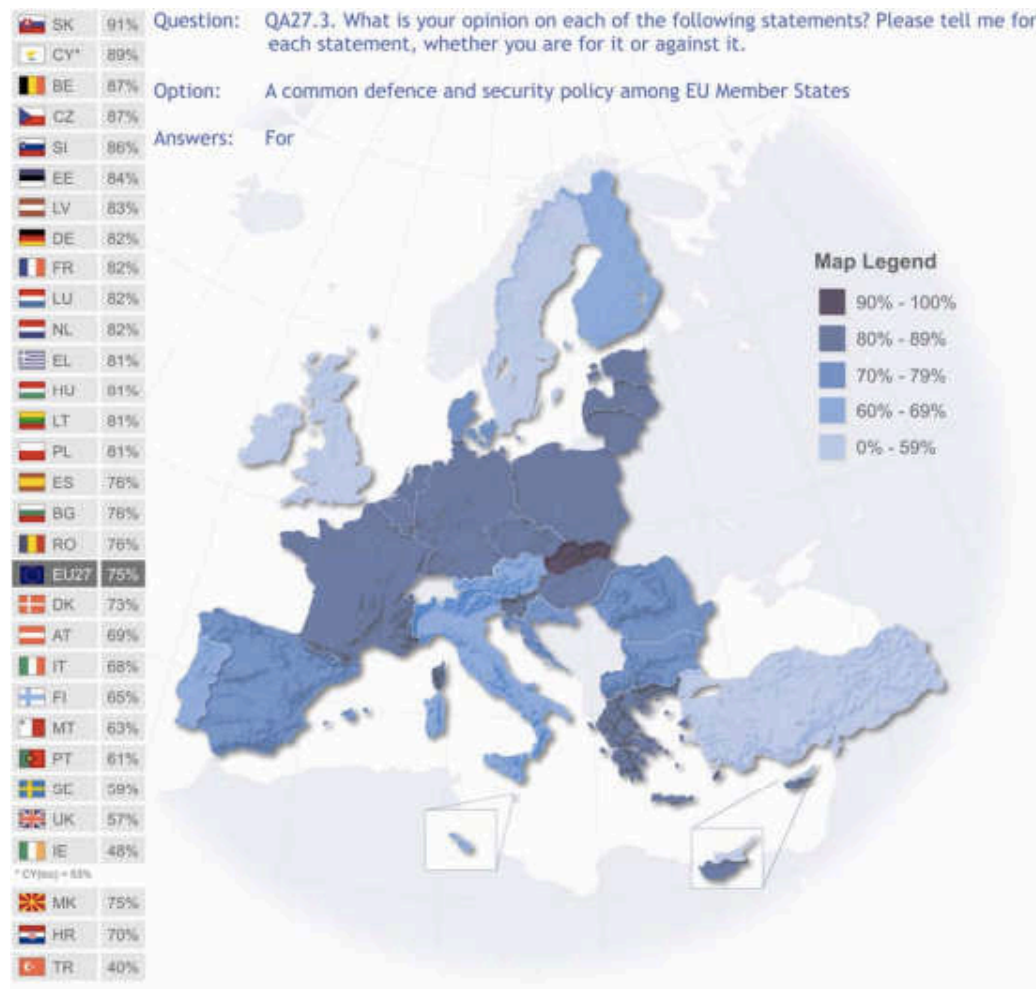 Question: QA27.3. What is your opinion on each of the following statements? Please tell me for
each statement, whether you are for it or against it.
Option: A common defence and security policy among EU Member States
Answers: For
SK 91%
CY* 89%
BE 87%
CZ 87%
SI 86%
EE 84%
LV 83%
DE 82%
FR 82%
LU 82%
NL 82%
EL 81%
HU 81%
LT 81%
PL 81%
ES 76%
BG 76%
RO 76%
EU27 75%
DK 73%
AT 69%
IT 68%
FI 65%
MT 63%
PT 61%
SE 59%
UK 57%
IE 48%
MK 75%
HR 70%
TR 40%
Map Legend
90% - 100%
80% - 89%
70% - 79%
60% - 69%
0% - 59%